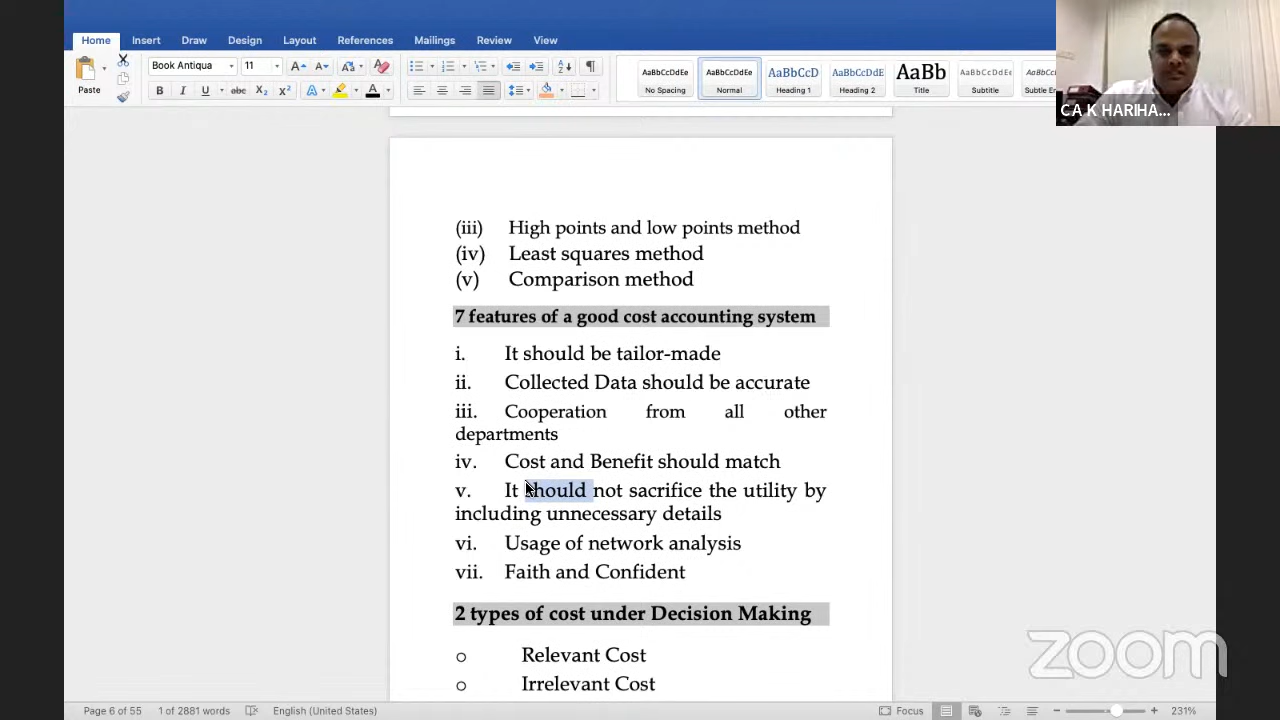 Home Insert Draw Design Layout References Mailings Review View
Paste
Book Antiqua 11
B I U abc X₂ X²
AaBbCcDdEe AaBbCcDdEe AaBbCcD AaBbCcDdE AaBb AaBbCcDdEe AaBbCcDdEe
No Spacing Normal Heading 1 Heading 2 Title Subtitle Subtle Em
C A K HARIHA...
(iii) High points and low points method
(iv) Least squares method
(v) Comparison method
7 features of a good cost accounting system
i. It should be tailor-made
ii. Collected Data should be accurate
iii. Cooperation from all other
departments
iv. Cost and Benefit should match
v. It should not sacrifice the utility by
including unnecessary details
vi. Usage of network analysis
vii. Faith and Confident
2 types of cost under Decision Making
o Relevant Cost
o Irrelevant Cost
zoom
Page 6 of 55 1 of 2881 words English (United States) Focus 231%